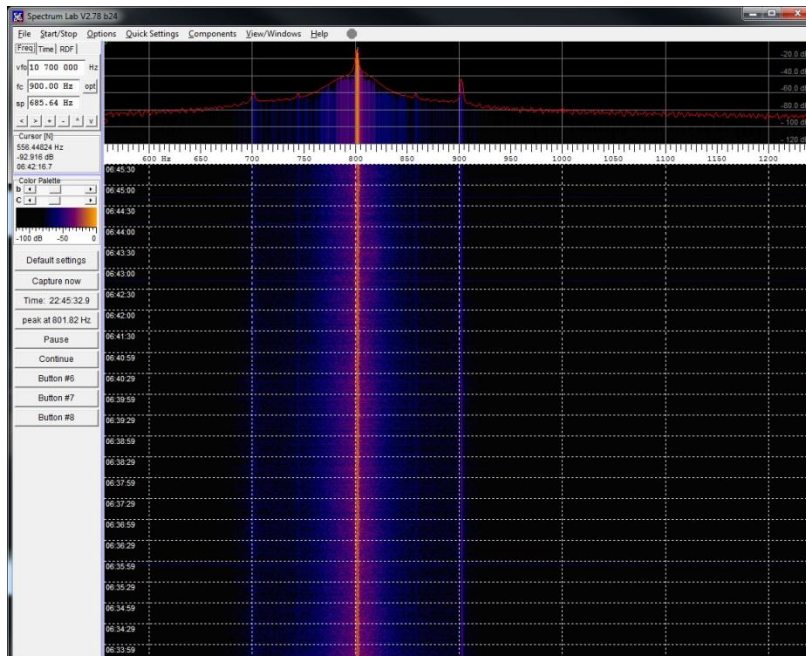 Spectrum Lab V2.78 b24
File Start/Stop Options Quick Settings Components View/Windows Help
Freq Time RDF
vfo 10 700 000 Hz
fc 900.00 Hz opt
sp 685.64 Hz
< > + - ^ v
Cursor [N]
556.44824 Hz
-92.916 dB
06:42:16.7
Color Palette
b
C
-100 dB -50 0
Default settings
Capture now
Time: 22:45:32.9
peak at 801.82 Hz
Pause
Continue
Button #6
Button #7
Button #8
-20.0 d
-40.0 d
-60.0 d
-80.0 d
-100 d
-120 d
600 Hz 650 700 750 800 850 900 950 1000 1050 1100 1150 1200
06:45:30
06:45:00
06:44:30
06:44:00
06:43:30
06:43:00
06:42:30
06:42:00
06:41:30
06:40:59
06:40:29
06:39:59
06:39:29
06:38:59
06:38:29
06:37:59
06:37:29
06:36:59
06:36:29
06:35:59
06:35:29
06:34:59
06:34:29
06:33:59